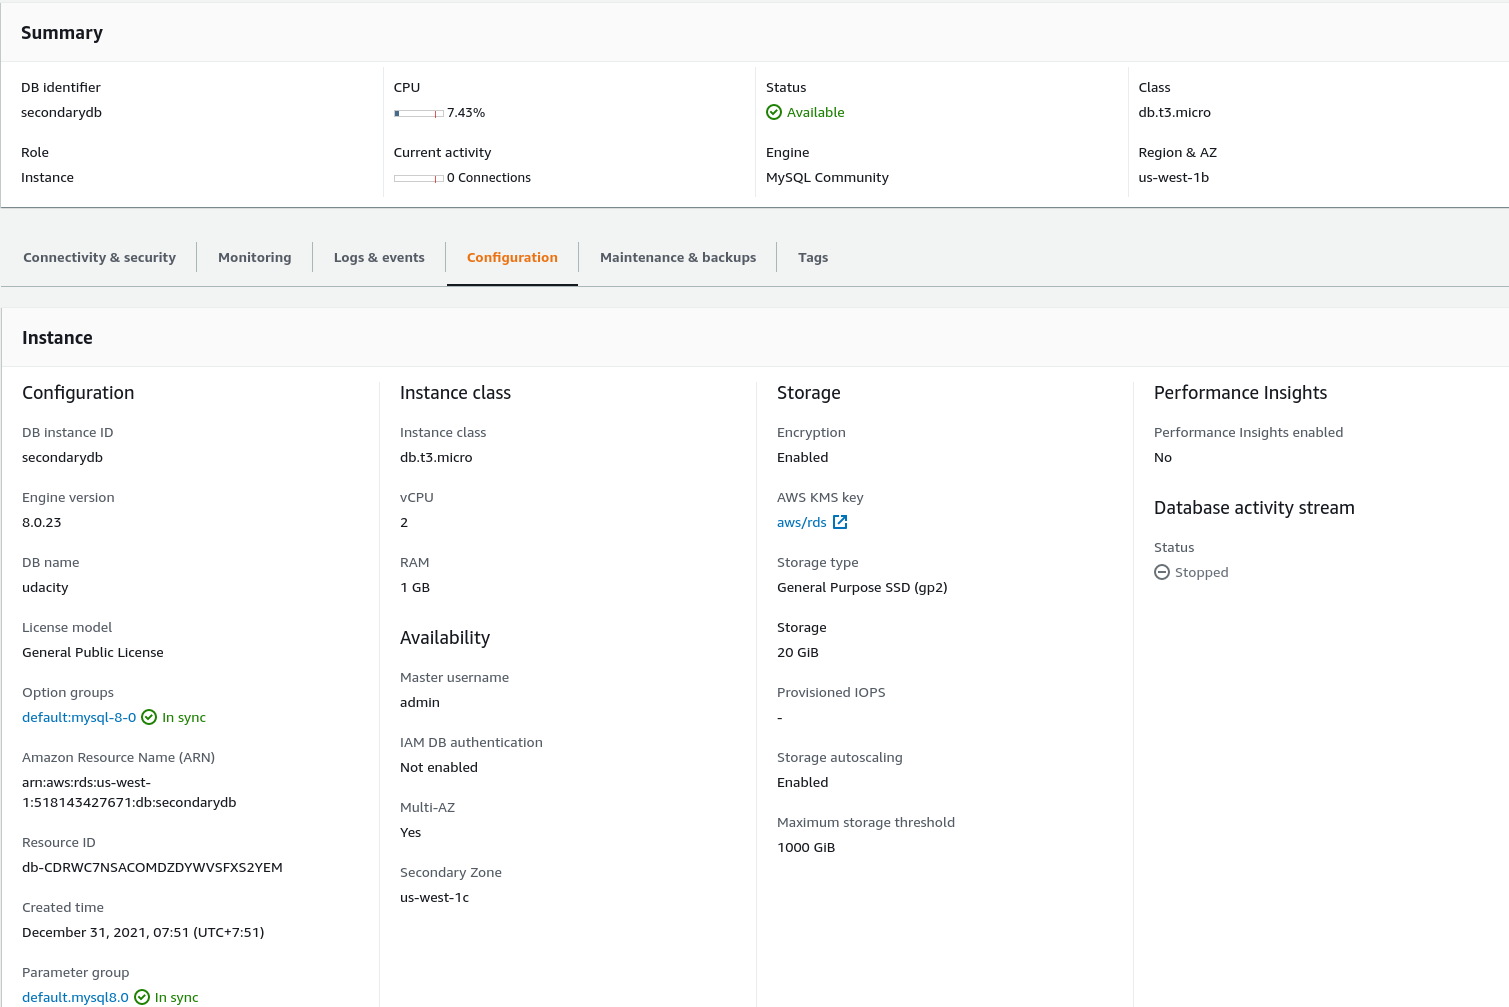 Summary
DB identifier
secondarydb
CPU
7.43%
Status
Available
Class
db.t3.micro
Role
Instance
Current activity
0 Connections
Engine
MySQL Community
Region & AZ
us-west-1b
Connectivity & security
Monitoring
Logs & events
Configuration
Maintenance & backups
Tags
Instance
Configuration
DB instance ID
secondarydb
Engine version
8.0.23
DB name
udacity
License model
General Public License
Option groups
default:mysql-8-0 In sync
Amazon Resource Name (ARN)
arn:aws:rds:us-west-
1:518143427671:db:secondarydb
Resource ID
db-CDRWC7NSACOMDZDYWVSFXS2YEM
Created time
December 31, 2021, 07:51 (UTC+7:51)
Parameter group
default.mysql8.0 In sync
Instance class
Instance class
db.t3.micro
vCPU
2
RAM
1 GB
Availability
Master username
admin
IAM DB authentication
Not enabled
Multi-AZ
Yes
Secondary Zone
us-west-1c
Storage
Encryption
Enabled
AWS KMS key
aws/rds
Storage type
General Purpose SSD (gp2)
Storage
20 GiB
Provisioned IOPS
-
Storage autoscaling
Enabled
Maximum storage threshold
1000 GiB
Performance Insights
Performance Insights enabled
No
Database activity stream
Status
Stopped